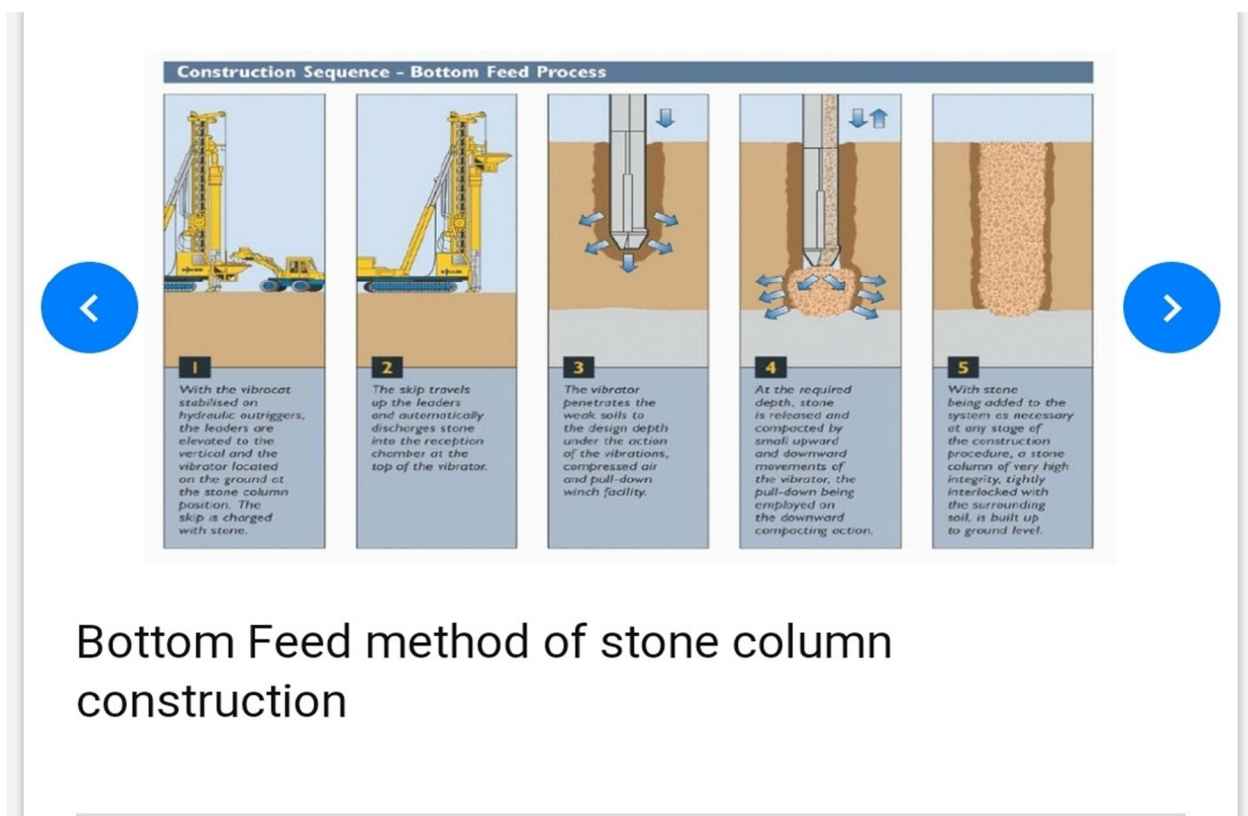 Construction Sequence - Bottom Feed Process
1
With the vibrocat
stabilised on
hydraulic outriggers,
the leaders are
elevated to the
vertical and the
vibrator located
on the ground at
the stone column
position. The
skip is charged
with stone.
2
The skip travels
up the leaders
and automatically
discharges stone
into the reception
chamber at the
top of the vibrator.
3
The vibrator
penetrates the
weak soils to
the design depth
under the action
of the vibrations,
compressed air
and pull-down
winch facility.
4
At the required
depth, stone
is released and
compacted by
small upward
and downward
movements of
the vibrator, the
pull-down being
employed on
the downward
compacting action.
5
With stone
being added to the
system as necessary
at any stage of
the construction
procedure, a stone
column of very high
integrity, tightly
interlocked with
the surrounding
soil, is built up
to ground level.
Bottom Feed method of stone column
construction